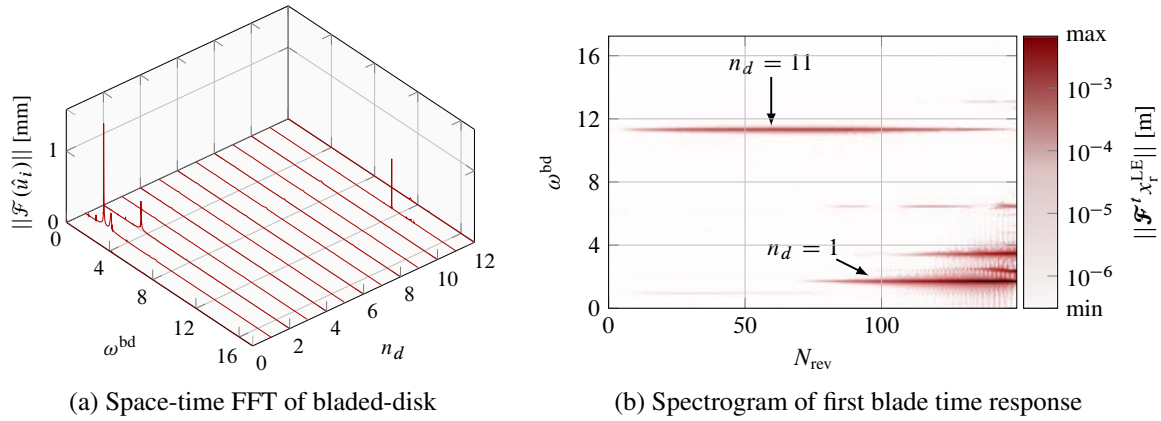 ||ℱ(û_i)|| [mm]
1
0
0
4
8
12
16
ω^bd
0
2
4
6
8
10
12
n_d
(a) Space-time FFT of bladed-disk
16
12
8
4
0
ω^bd
n_d = 11
n_d = 1
0
50
100
N_rev
max
10^−3
10^−4
10^−5
10^−6
min
||𝓕^t x_r^LE|| [m]
(b) Spectrogram of first blade time response